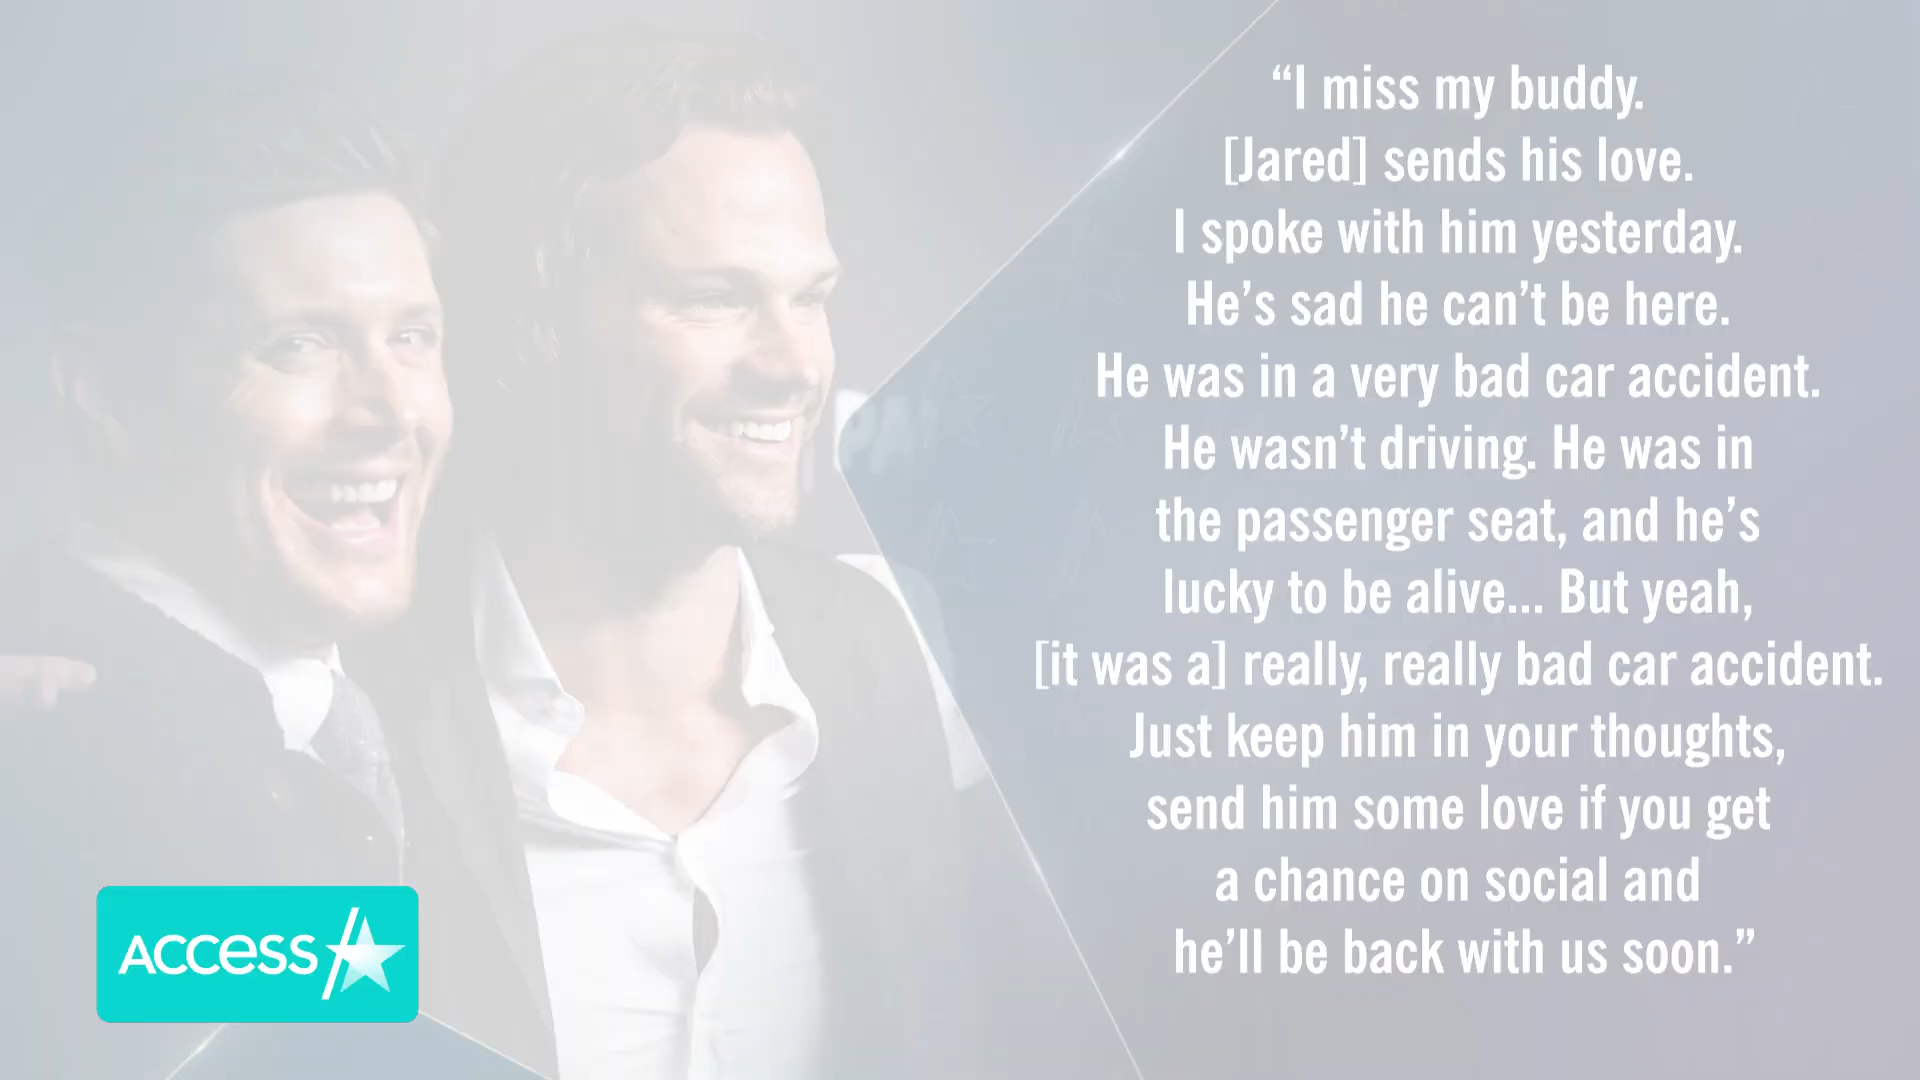 “I miss my buddy.
[Jared] sends his love.
I spoke with him yesterday.
He’s sad he can’t be here.
He was in a very bad car accident.
He wasn’t driving. He was in
the passenger seat, and he’s
lucky to be alive... But yeah,
[it was a] really, really bad car accident.
Just keep him in your thoughts,
send him some love if you get
a chance on social and
he’ll be back with us soon.”
PA
ACCESS